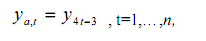 y_{a,t} = y_{4t-3} , t=1,…,n,